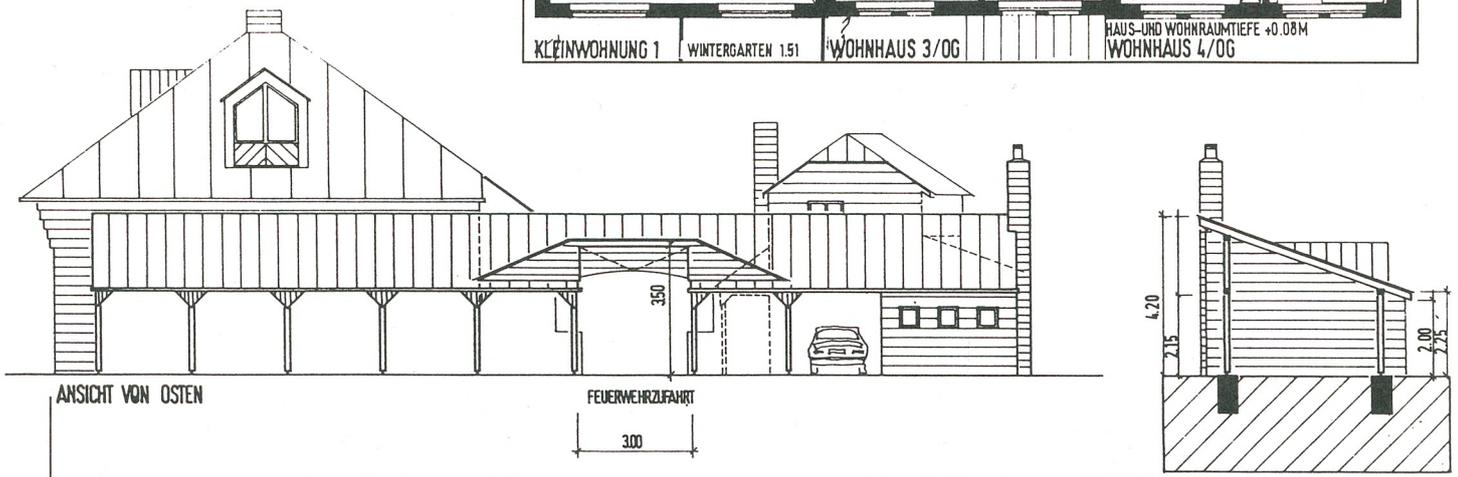 KLEINWOHNUNG 1
WINTERGARTEN 1.51
WOHNHAUS 3/OG
HAUS-UND WOHNRAUMTIEFE +0.08M
WOHNHAUS 4/OG
3.50
4.20
2.15
2.00
2.25
ANSICHT VON OSTEN
FEUERWEHRZUFAHRT
3.00